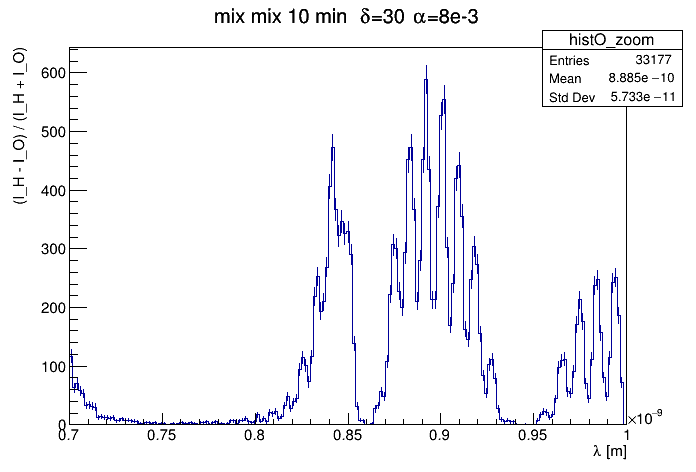 mix mix 10 min δ=30 α=8e-3
histO_zoom
Entries 33177
Mean 8.885e−10
Std Dev 5.733e−11
(I_H - I_O) / (I_H + I_O)
600
500
400
300
200
100
0
0.7 0.75 0.8 0.85 0.9 0.95 1
×10⁻⁹
λ [m]